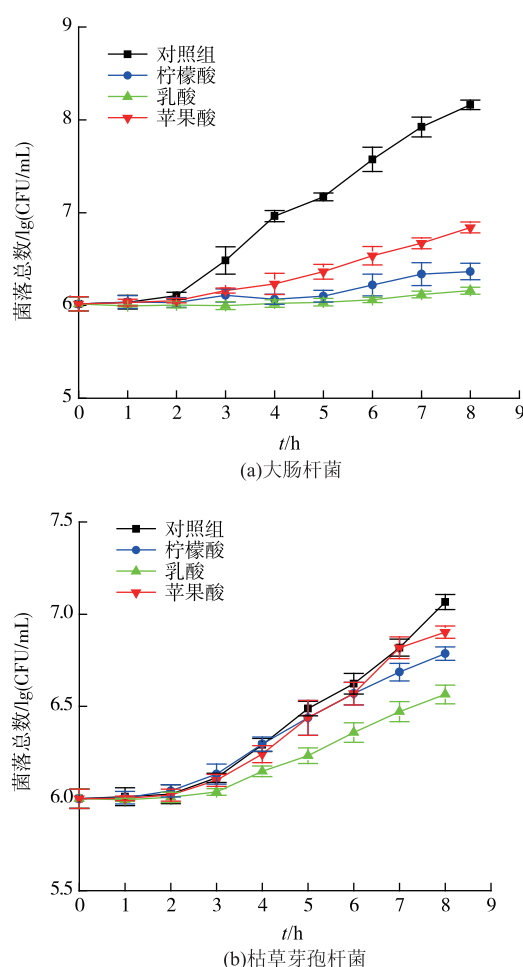 9
8
7
6
5
菌落总数/lg(CFU/mL)
对照组
柠檬酸
乳酸
苹果酸
0 1 2 3 4 5 6 7 8 9
t/h
(a)大肠杆菌
7.5
7.0
6.5
6.0
5.5
菌落总数/lg(CFU/mL)
对照组
柠檬酸
乳酸
苹果酸
0 1 2 3 4 5 6 7 8 9
t/h
(b)枯草芽孢杆菌